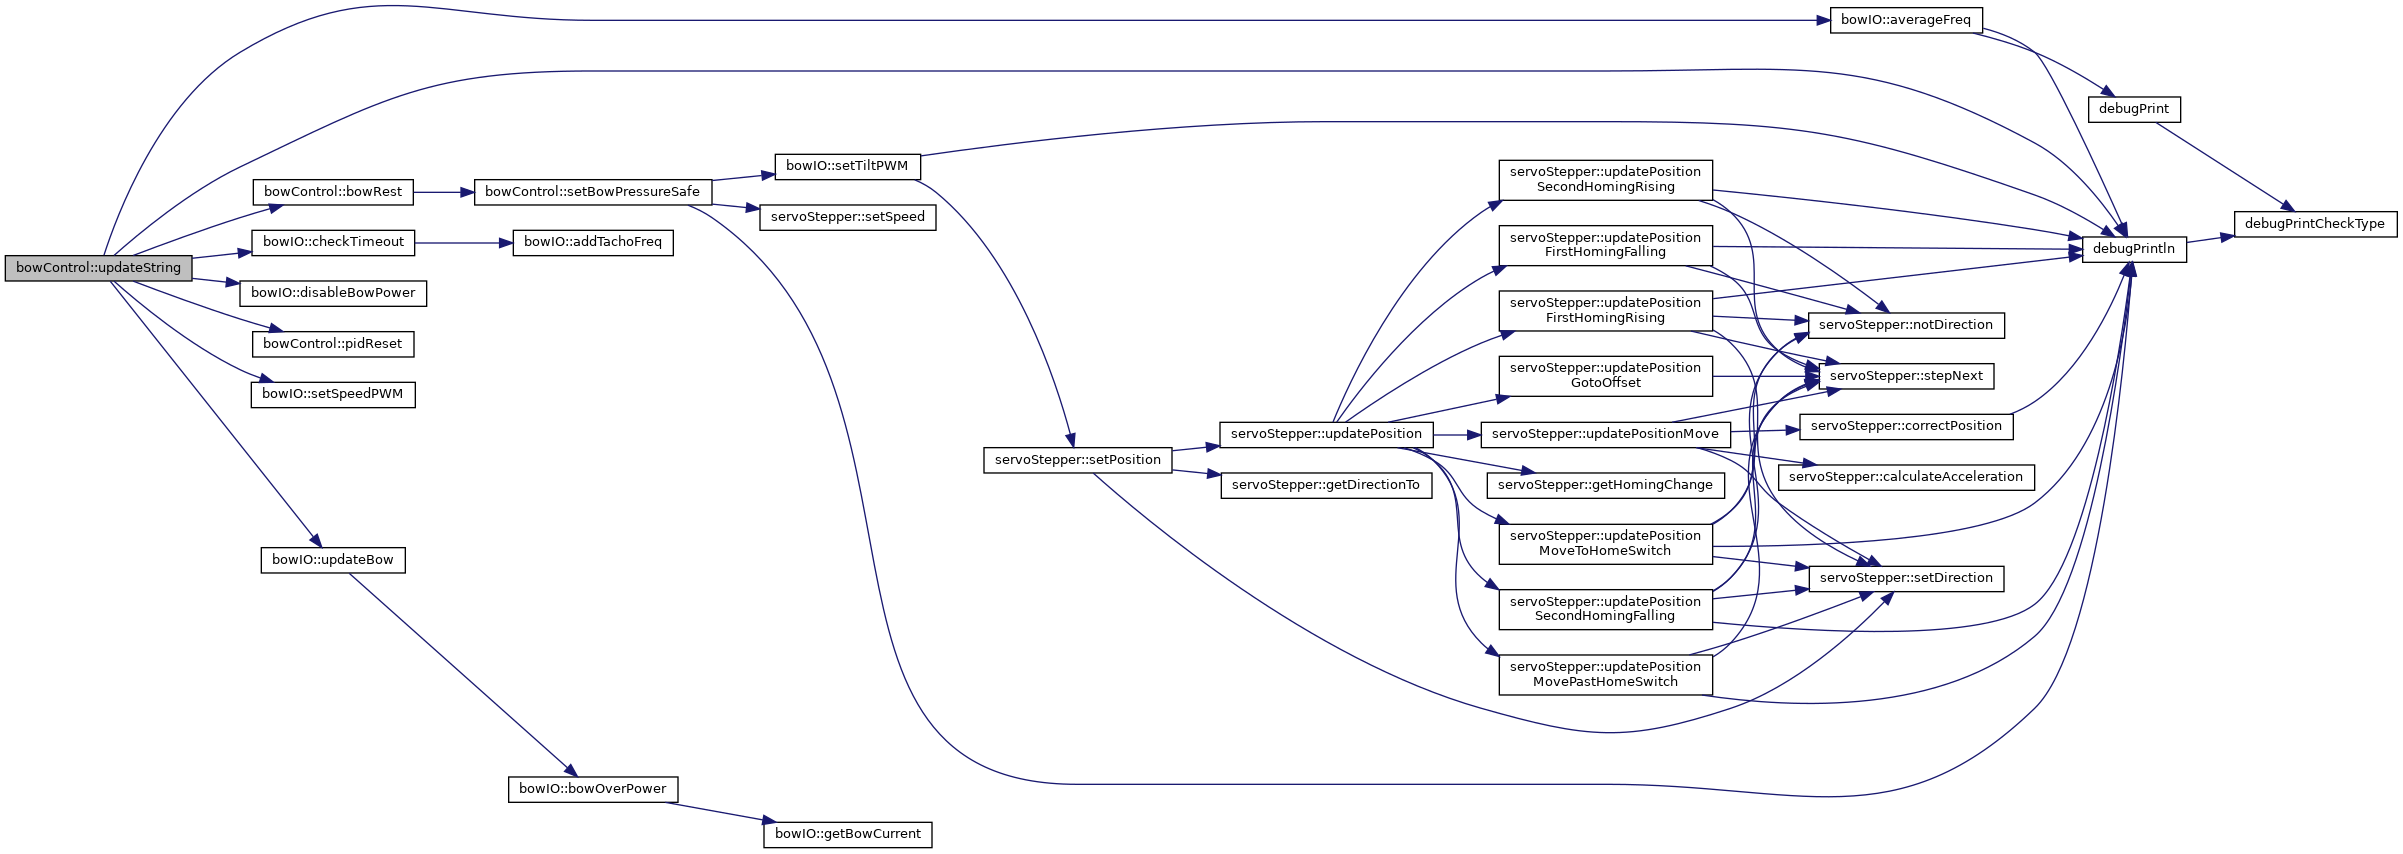 bowControl::updateString
bowIO::averageFreq
debugPrint
debugPrintCheckType
debugPrintln
bowControl::bowRest
bowControl::setBowPressureSafe
bowIO::setTiltPWM
servoStepper::setSpeed
bowIO::checkTimeout
bowIO::addTachoFreq
bowIO::disableBowPower
bowControl::pidReset
bowIO::setSpeedPWM
bowIO::updateBow
bowIO::bowOverPower
bowIO::getBowCurrent
servoStepper::setPosition
servoStepper::updatePosition
servoStepper::getDirectionTo
servoStepper::updatePosition
SecondHomingRising
servoStepper::updatePosition
FirstHomingFalling
servoStepper::updatePosition
FirstHomingRising
servoStepper::updatePosition
GotoOffset
servoStepper::updatePositionMove
servoStepper::getHomingChange
servoStepper::updatePosition
MoveToHomeSwitch
servoStepper::updatePosition
SecondHomingFalling
servoStepper::updatePosition
MovePastHomeSwitch
servoStepper::notDirection
servoStepper::stepNext
servoStepper::correctPosition
servoStepper::calculateAcceleration
servoStepper::setDirection